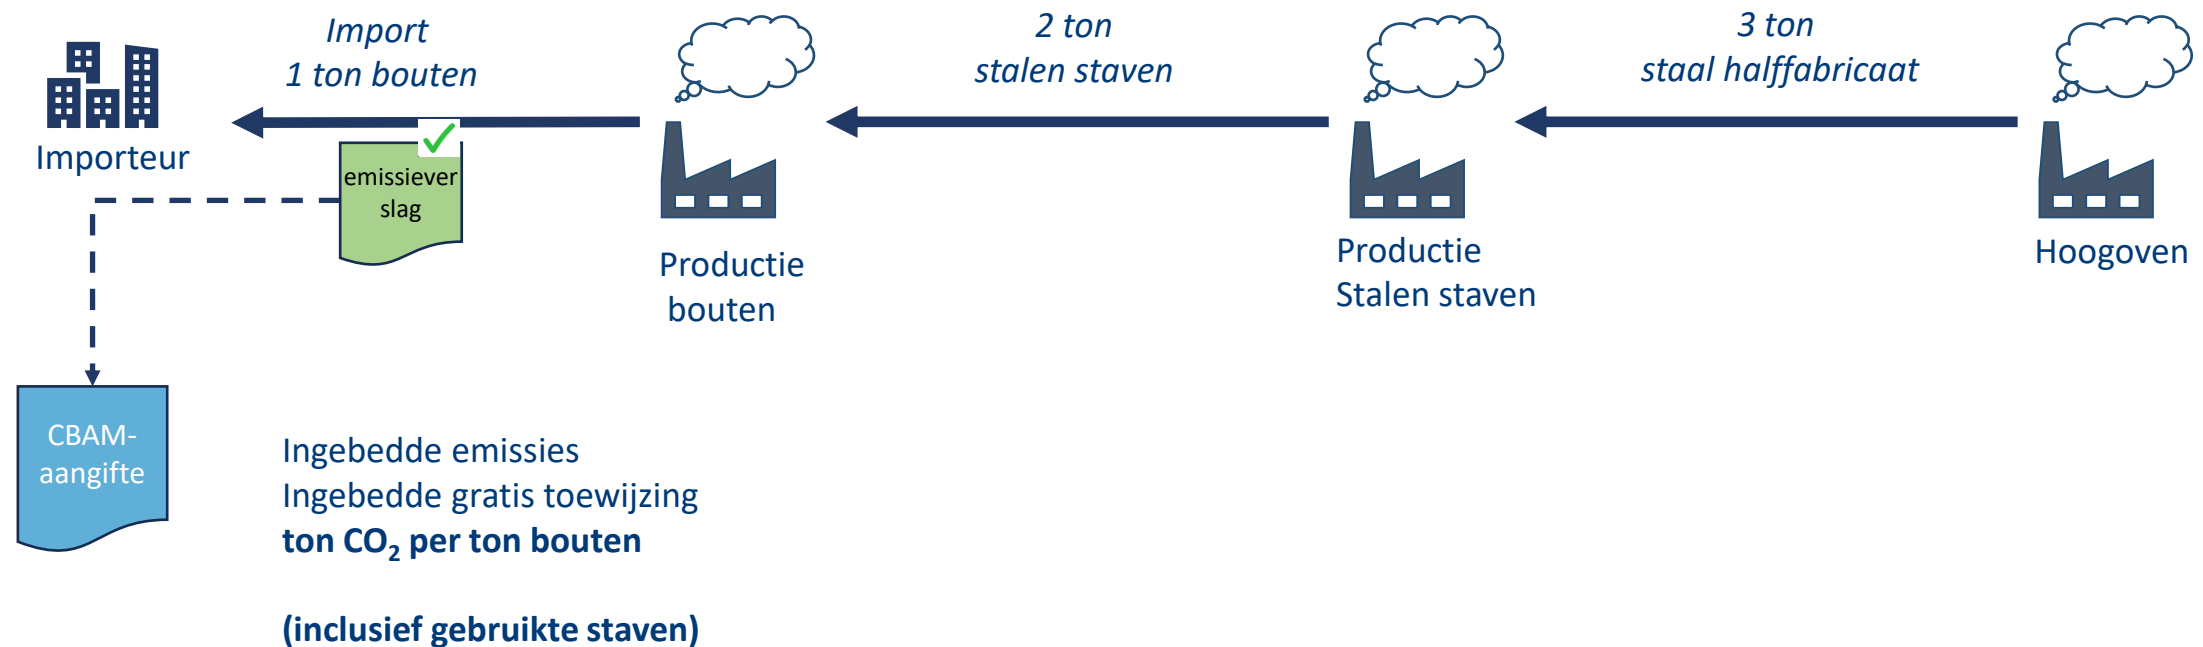 Import
1 ton bouten
2 ton
stalen staven
3 ton
staal halffabricaat
Importeur
emissiever
slag
Productie
bouten
Productie
Stalen staven
Hoogoven
CBAM-
aangifte
Ingebedde emissies
Ingebedde gratis toewijzing
ton CO₂ per ton bouten
(inclusief gebruikte staven)